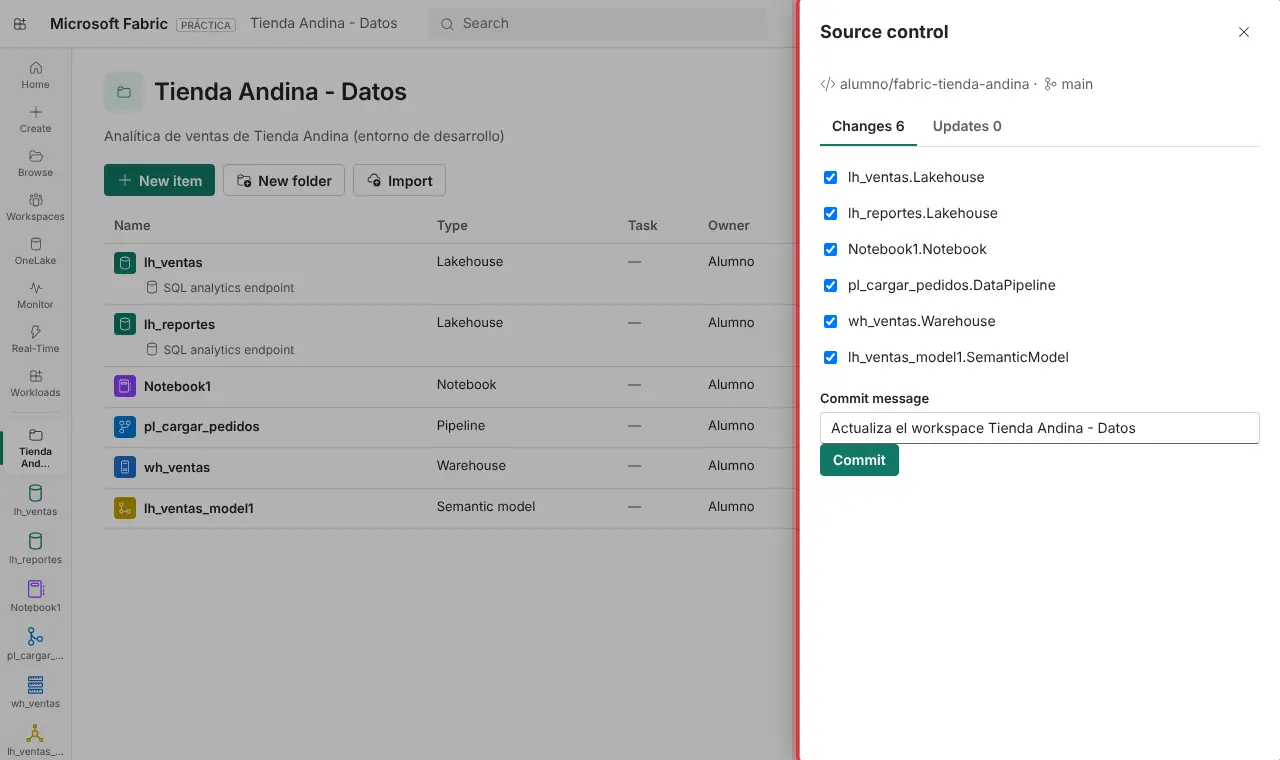 Microsoft Fabric PRÁCTICA Tienda Andina - Datos Search
Home
Create
Browse
Workspaces
OneLake
Monitor
Real-Time
Workloads
Tienda
And...
lh_ventas
lh_reportes
Notebook1
pl_cargar_...
wh_ventas
lh_ventas_...
Tienda Andina - Datos
Analítica de ventas de Tienda Andina (entorno de desarrollo)
New item New folder Import
Name Type Task Owner
lh_ventas Lakehouse — Alumno
SQL analytics endpoint
lh_reportes Lakehouse — Alumno
SQL analytics endpoint
Notebook1 Notebook — Alumno
pl_cargar_pedidos Pipeline — Alumno
wh_ventas Warehouse — Alumno
lh_ventas_model1 Semantic model — Alumno
Source control
alumno/fabric-tienda-andina · main
Changes 6 Updates 0
lh_ventas.Lakehouse
lh_reportes.Lakehouse
Notebook1.Notebook
pl_cargar_pedidos.DataPipeline
wh_ventas.Warehouse
lh_ventas_model1.SemanticModel
Commit message
Actualiza el workspace Tienda Andina - Datos
Commit